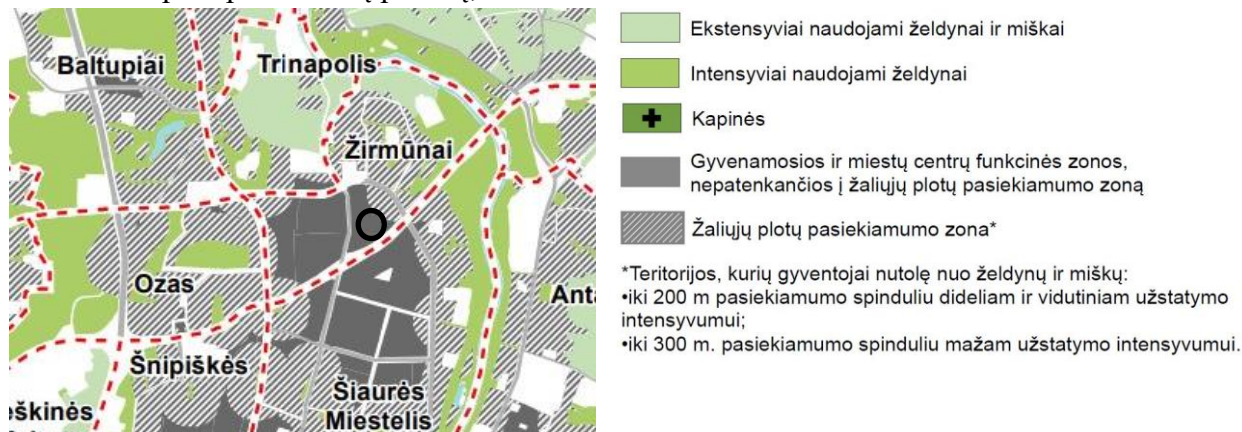 Baltupiai
Trinapolis
Žirmūnai
Ozas
Šnipiškės
Šiaurės
Miestelis
Ekstensyviai naudojami želdynai ir miškai
Intensyviai naudojami želdynai
Kapinės
Gyvenamosios ir miestų centrų funkcinės zonos,
nepatenkančios į žaliųjų plotų pasiekiamumo zoną
Žaliųjų plotų pasiekiamumo zona*
*Teritorijos, kurių gyventojai nutolę nuo želdynų ir miškų:
•iki 200 m pasiekiamumo spinduliu dideliam ir vidutiniam užstatymo
intensyvumui;
•iki 300 m. pasiekiamumo spinduliu mažam užstatymo intensyvumui.